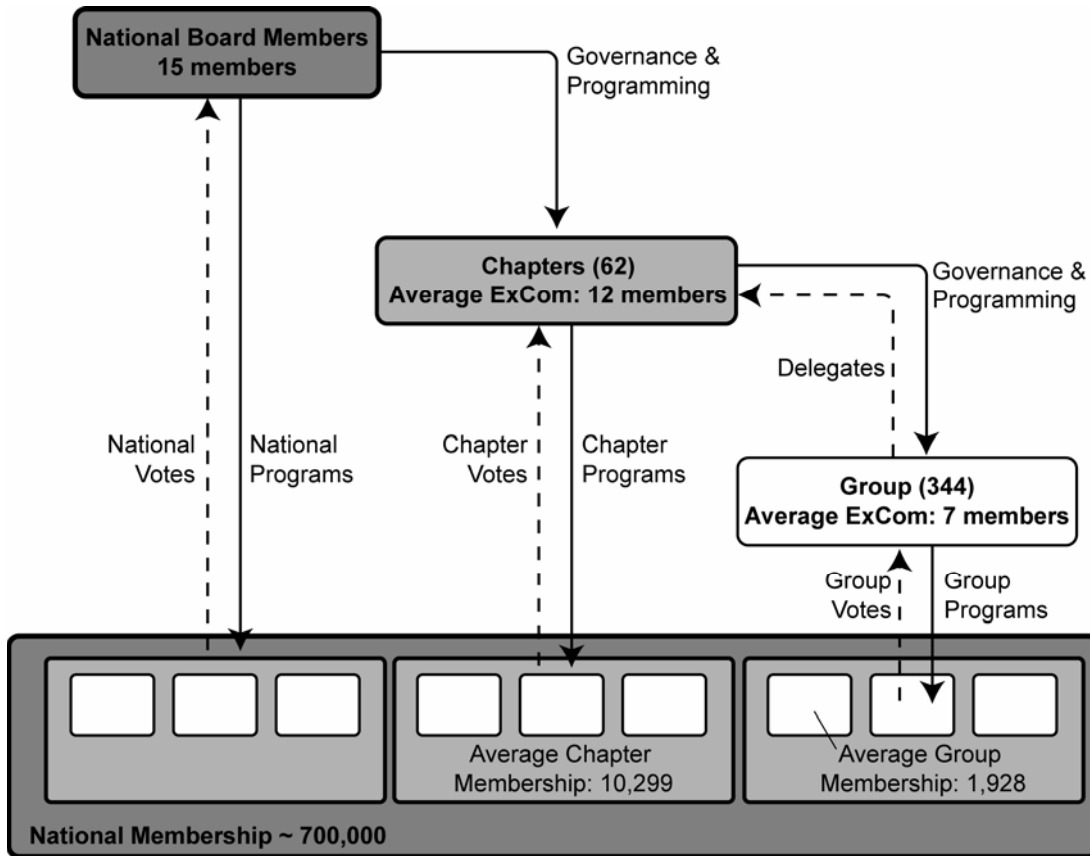 National Board Members
15 members
Governance &
Programming
Chapters (62)
Average ExCom: 12 members
Governance &
Programming
Delegates
National
Votes
National
Programs
Chapter
Votes
Chapter
Programs
Group (344)
Average ExCom: 7 members
Group
Votes
Group
Programs
Average Chapter
Membership: 10,299
Average Group
Membership: 1,928
National Membership ~ 700,000